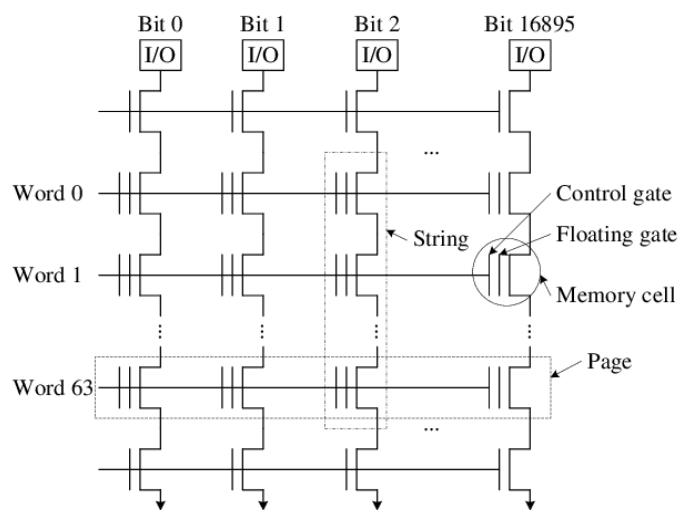 Bit 0 Bit 1 Bit 2 Bit 16895
I/O I/O I/O I/O
...
Word 0
Control gate
String
Floating gate
Word 1
Memory cell
... ... ... ...
Page
Word 63
...